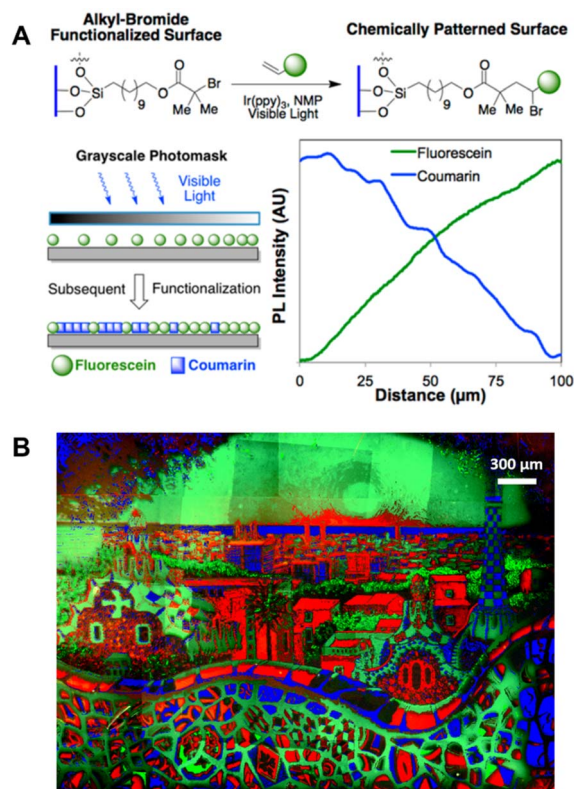 A
Alkyl-Bromide
Functionalized Surface
Chemically Patterned Surface
O
Si
O
O
9
O
O
Br
Me
Me
Ir(ppy)3, NMP
Visible Light
O
Si
O
O
9
O
O
Me
Me
Br
Grayscale Photomask
Visible
Light
Subsequent
Functionalization
Fluorescein
Coumarin
Fluorescein
Coumarin
PL Intensity (AU)
0
25
50
75
100
Distance (µm)
B
300 µm